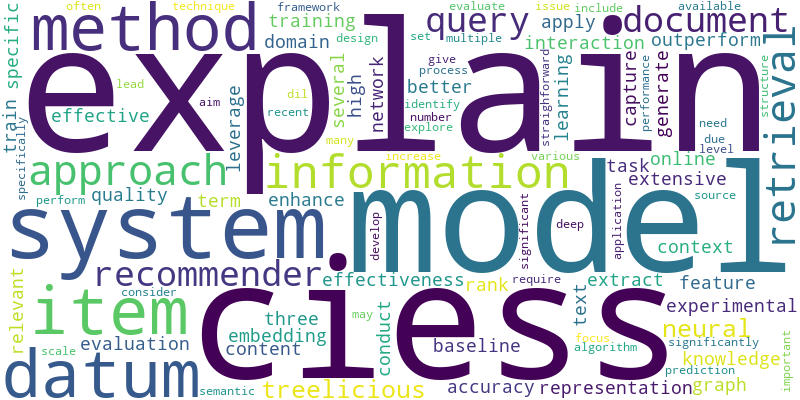 often technique framework evaluate issue include available
specific method training query apply document
domain design set multiple interaction outperform
explain
lead several high network give better process learning straightforward capture performance generate structure
train effective leverage aim dil recent many number identify explore need due level
specifically approach information increase various task online retrieval
perform quality system model extensive
term enhance develop significant deep application source
context
recommender effectiveness rank require extract feature
relevant consider item ciess text experimental
three conduct may neural
scale evaluation embedding baseline focus algorithm significantly
content knowledge
datum semantic treelicious accuracy representation prediction graph important